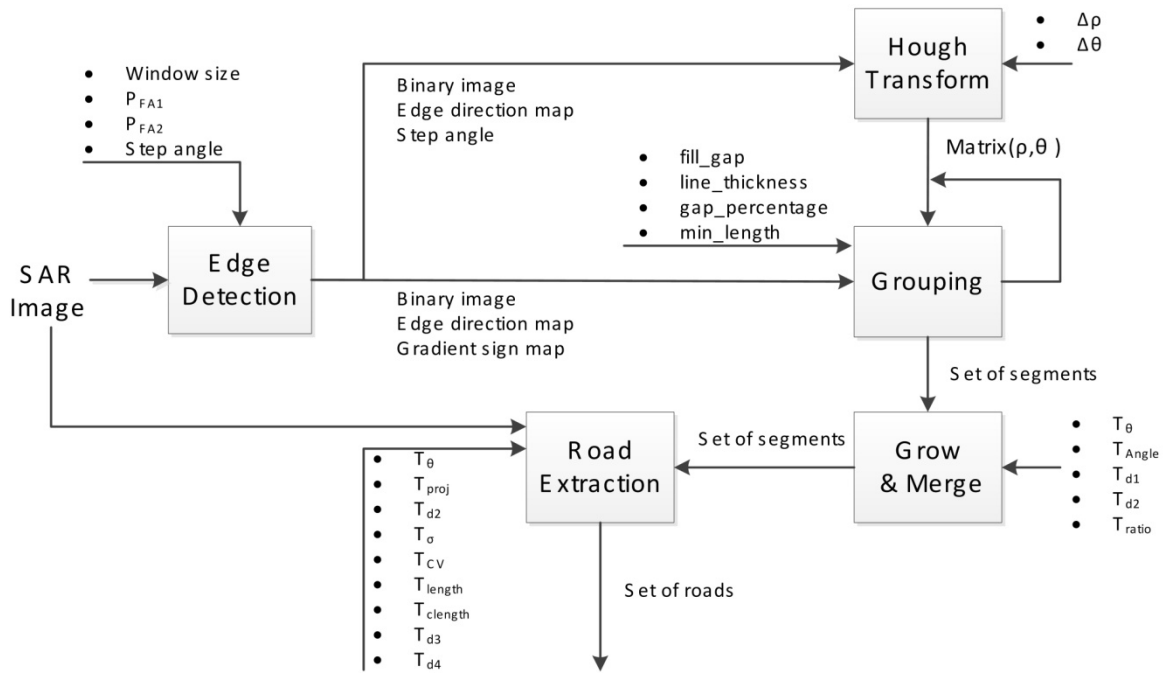 • Δρ
• Δθ
Hough
Transform
• Window size
• P_FA1
• P_FA2
• Step angle
Binary image
Edge direction map
Step angle
Matrix(ρ,θ )
• fill_gap
• line_thickness
• gap_percentage
• min_length
SAR
Image
Edge
Detection
Grouping
Binary image
Edge direction map
Gradient sign map
Set of segments
Road
Extraction
Set of segments
Grow
& Merge
• T_θ
• T_Angle
• T_d1
• T_d2
• T_ratio
• T_θ
• T_proj
• T_d2
• T_σ
• T_CV
• T_length
• T_clength
• T_d3
• T_d4
Set of roads